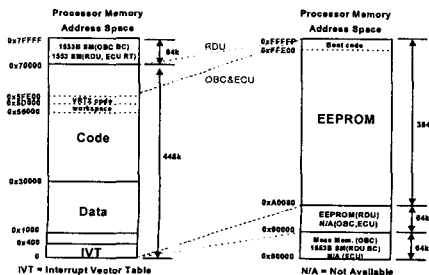 Processor Memory
Address Space
0x7FFFF
1553B SM(OBC BC)
1553 SM(RDU, ECU RT)
0x70000
64k
0x5FE00
VRTX code
workspace
Code
448k
0x30000
Data
0x1000
0x400
IVT
0
IVT = Interrupt Vector Table
RDU
OBC&ECU
Processor Memory
Address Space
0xFFFFF
0xFFE00
Boot code
EEPROM
384
0xA0000
EEPROM(RDU)
N/A(OBC,ECU)
64k
0x90000
Mass Mem. (OBC)
1553B SM(RDU BC)
N/A (ECU)
64k
0x80000
N/A = Not Available